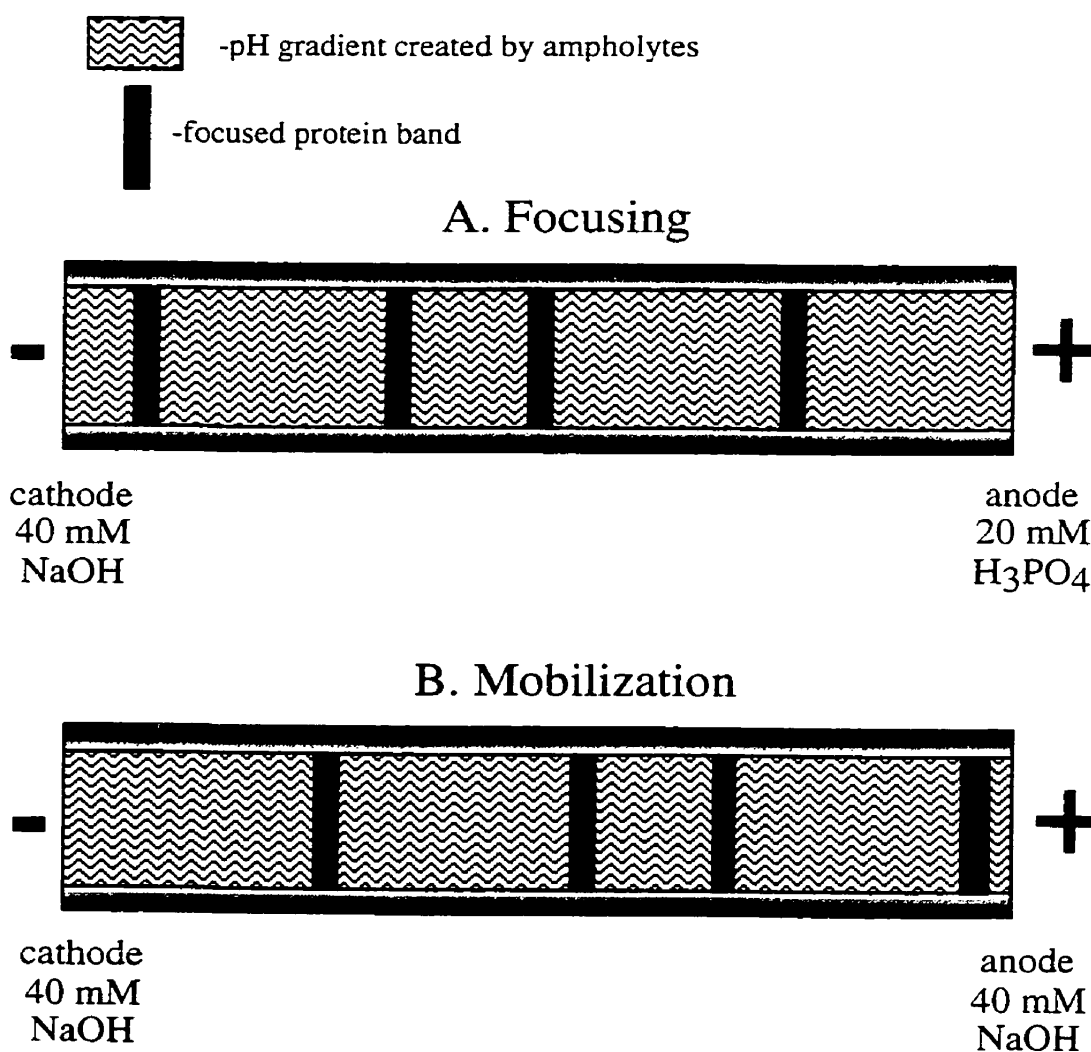 -pH gradient created by ampholytes
-focused protein band
A. Focusing
- +
cathode
40 mM
NaOH
anode
20 mM
H3PO4
B. Mobilization
- +
cathode
40 mM
NaOH
anode
40 mM
NaOH